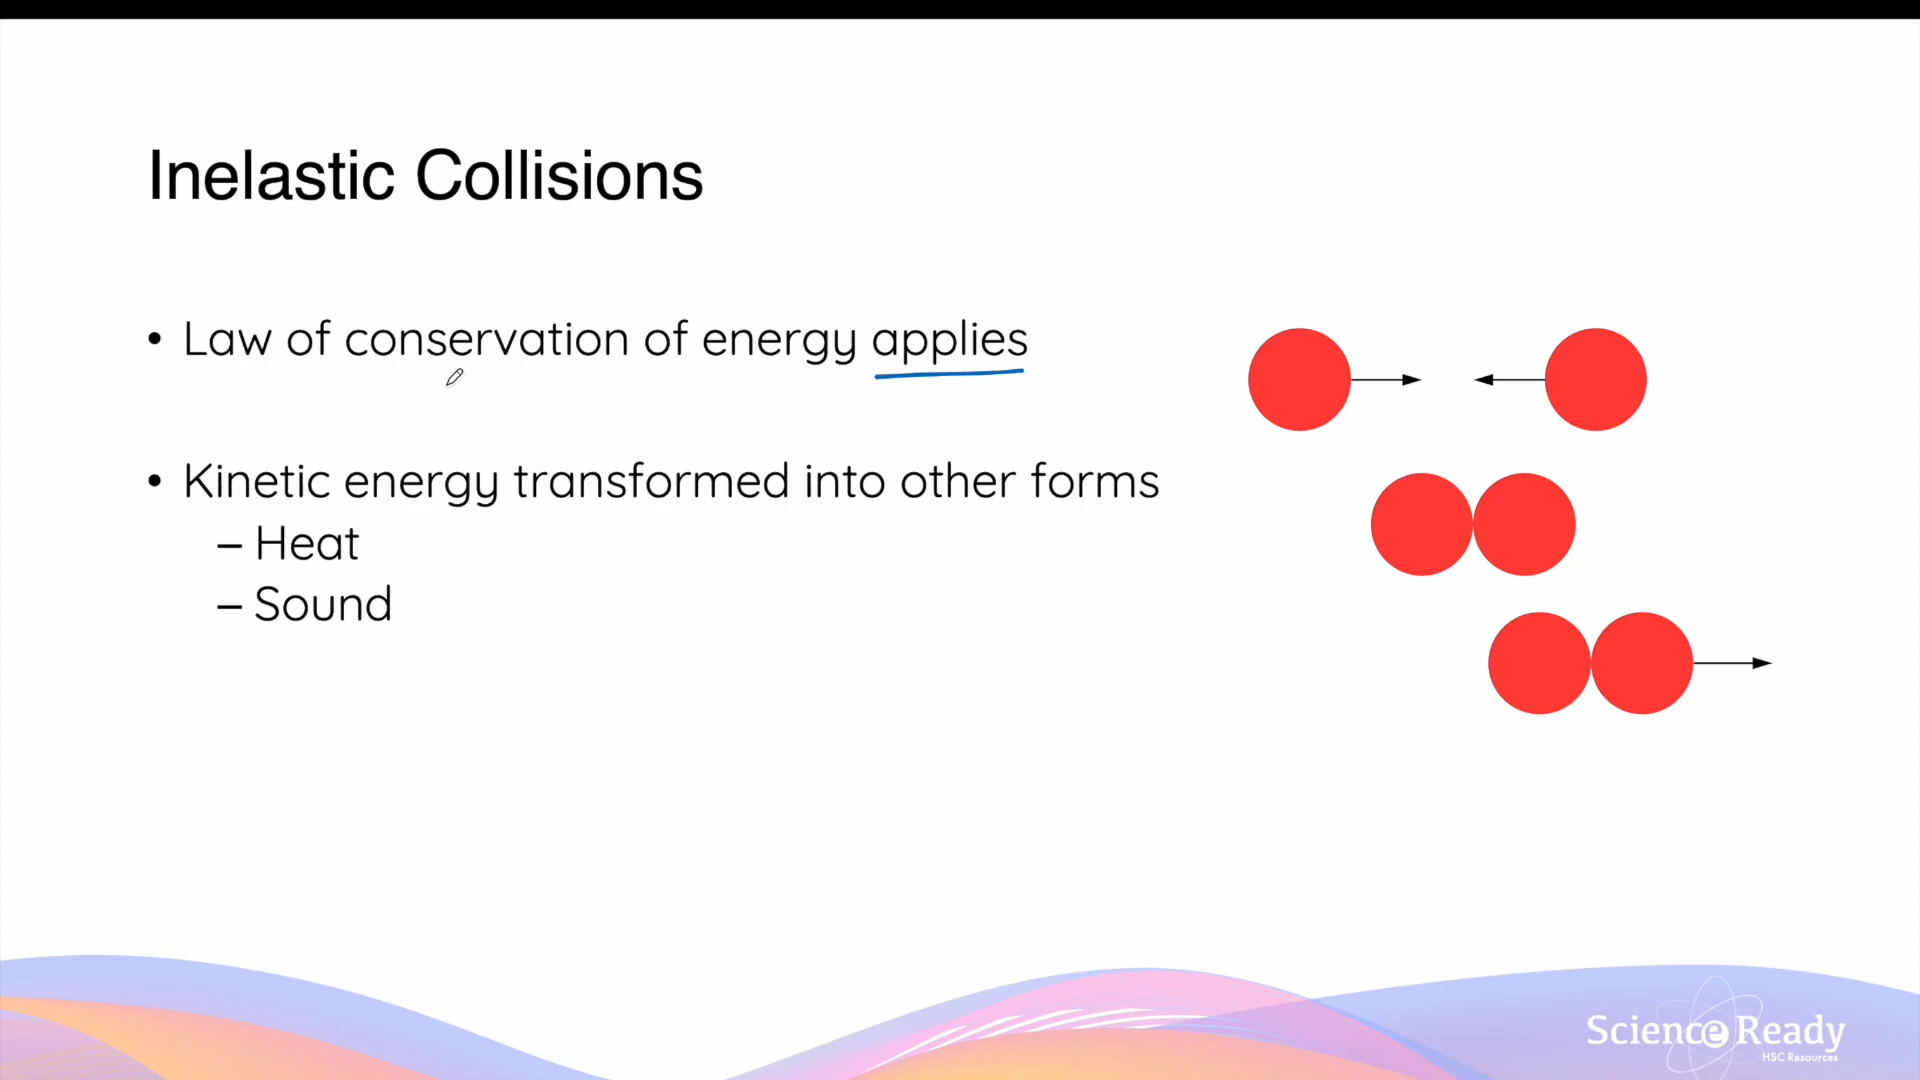 Inelastic Collisions
• Law of conservation of energy applies
• Kinetic energy transformed into other forms
– Heat
– Sound
Science Ready
HSC Resources